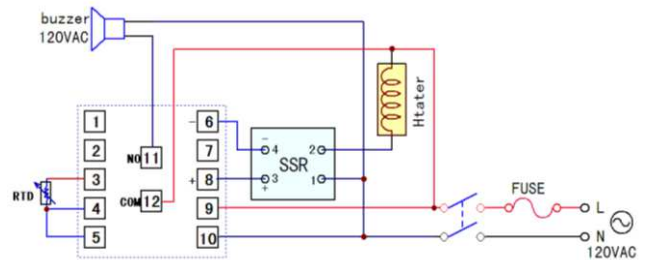 buzzer
120VAC
1
2
3
4
5
NO 11
COM 12
- 6
7
+ 8
9
10
RTD
-
4
2
SSR
3
1
+
Htater
FUSE
L
N
120VAC